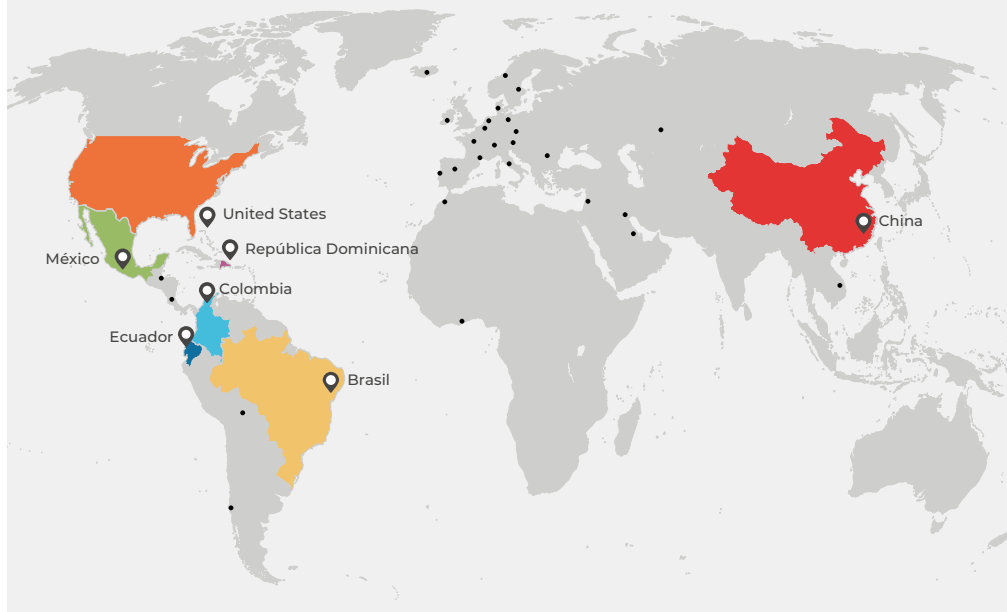 United States
China
República Dominicana
México
Colombia
Ecuador
Brasil